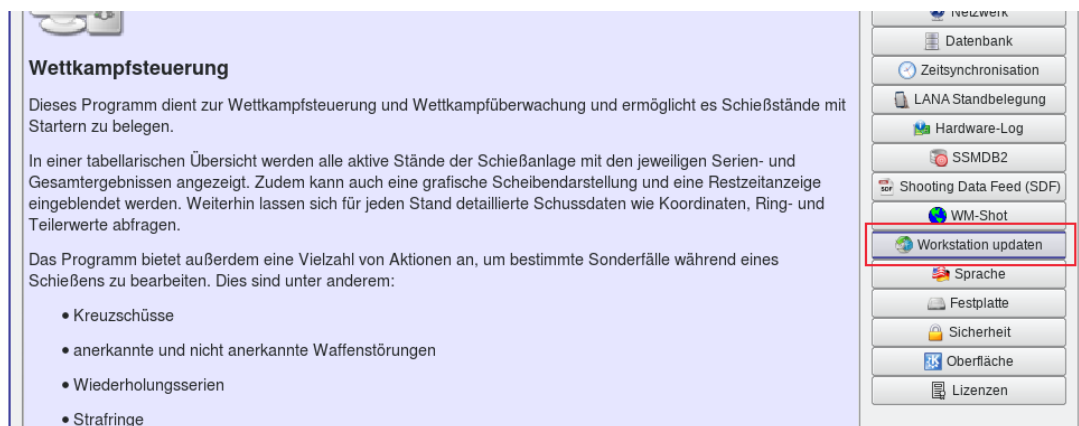 Netzwerk
Datenbank
Wettkampfsteuerung
Zeitsynchronisation
Dieses Programm dient zur Wettkampfsteuerung und Wettkampfüberwachung und ermöglicht es Schießstände mit
Startern zu belegen.
LANA Standbelegung
Hardware-Log
In einer tabellarischen Übersicht werden alle aktive Stände der Schießanlage mit den jeweiligen Serien- und
Gesamtergebnissen angezeigt. Zudem kann auch eine grafische Scheibendarstellung und eine Restzeitanzeige
eingeblendet werden. Weiterhin lassen sich für jeden Stand detaillierte Schussdaten wie Koordinaten, Ring- und
Teilerwerte abfragen.
SSMDB2
SDF Shooting Data Feed (SDF)
WM-Shot
Workstation updaten
Das Programm bietet außerdem eine Vielzahl von Aktionen an, um bestimmte Sonderfälle während eines
Schießens zu bearbeiten. Dies sind unter anderem:
Sprache
Festplatte
• Kreuzschüsse
Sicherheit
• anerkannte und nicht anerkannte Waffenstörungen
Oberfläche
• Wiederholungsserien
Lizenzen
• Strafringe